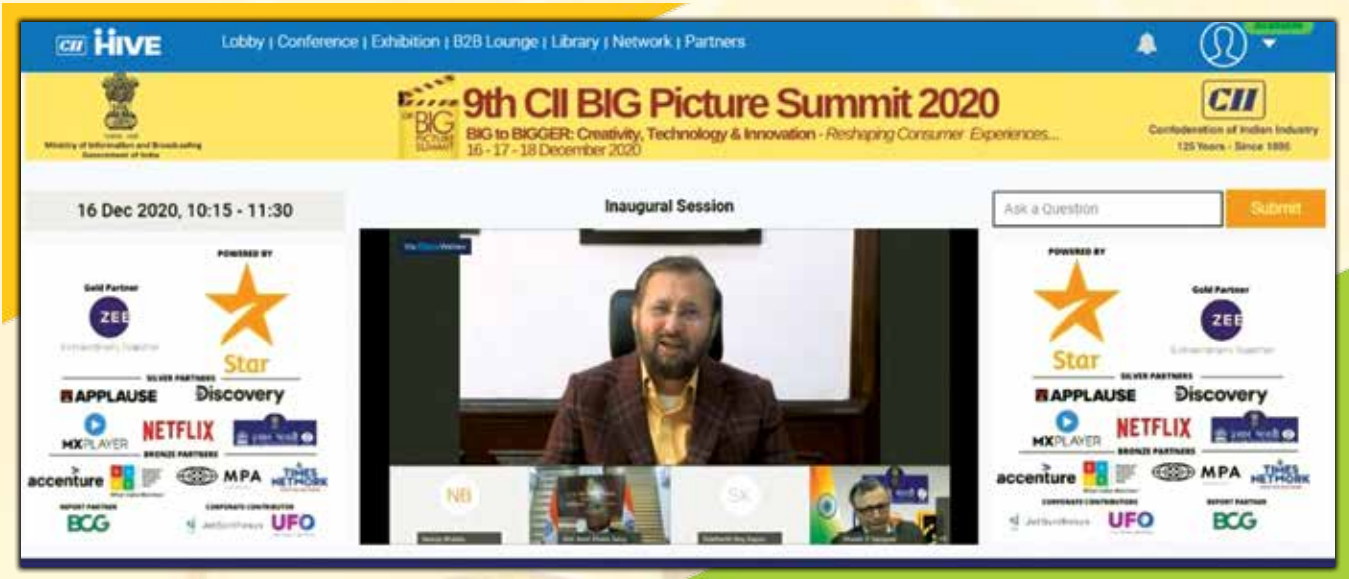 CII HIVE
Lobby | Conference | Exhibition | B2B Lounge | Library | Network | Partners
Ministry of Information and Broadcasting
Government of India
BIG
PICTURE
SUMMIT
9th CII BIG Picture Summit 2020
BIG to BIGGER: Creativity, Technology & Innovation - Reshaping Consumer Experiences...
16 - 17 - 18 December 2020
CII
Confederation of Indian Industry
125 Years - Since 1895
16 Dec 2020, 10:15 - 11:30
Inaugural Session
Ask a Question
Submit
POWERED BY
Gold Partner
ZEE
Star
SILVER PARTNERS
APPLAUSE
Discovery
MXPLAYER
NETFLIX
BRONZE PARTNERS
accenture
MPA
TIMES
NETWORK
REPORT PARTNER
BCG
CORPORATE CONTRIBUTOR
JetSynthesys
UFO
NB
SK
POWERED BY
Gold Partner
ZEE
Star
SILVER PARTNERS
APPLAUSE
Discovery
MXPLAYER
NETFLIX
BRONZE PARTNERS
accenture
MPA
TIMES
NETWORK
CORPORATE CONTRIBUTORS
JetSynthesys
UFO
REPORT PARTNER
BCG